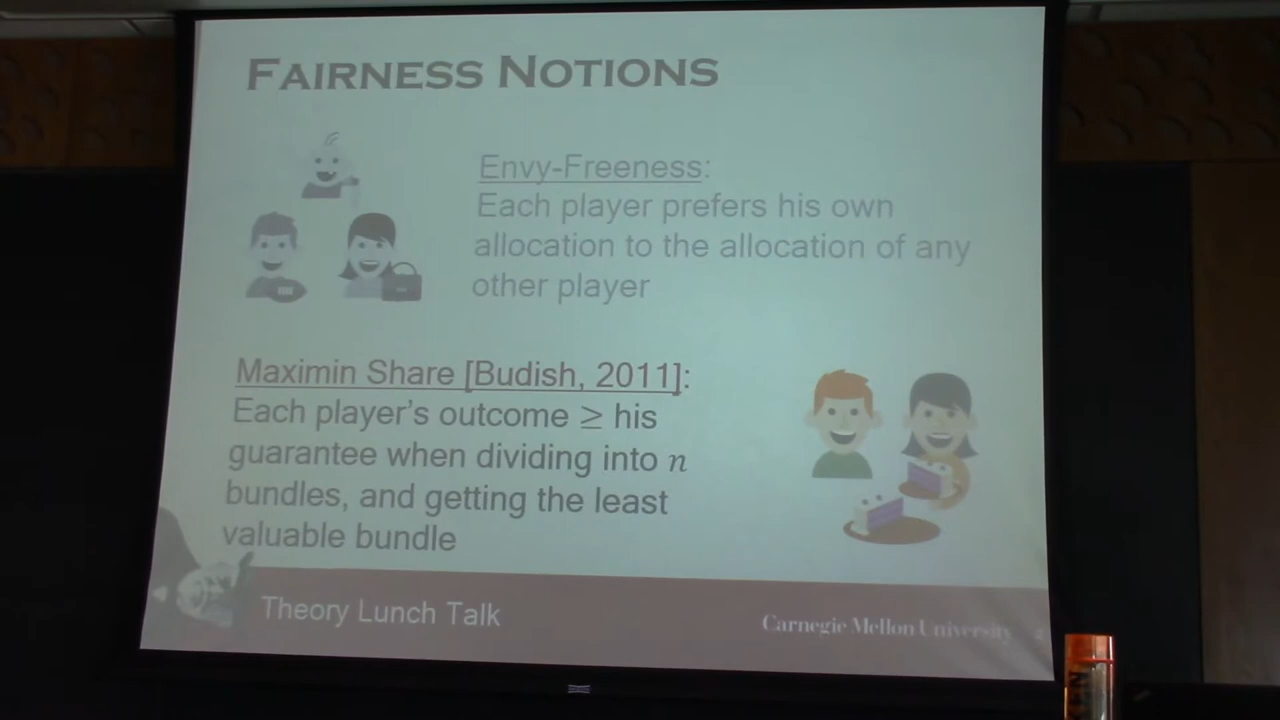 FAIRNESS NOTIONS
Envy-Freeness:
Each player prefers his own
allocation to the allocation of any
other player
Maximin Share [Budish, 2011]:
Each player's outcome ≥ his
guarantee when dividing into n
bundles, and getting the least
valuable bundle
Theory Lunch Talk
Carnegie Mellon University